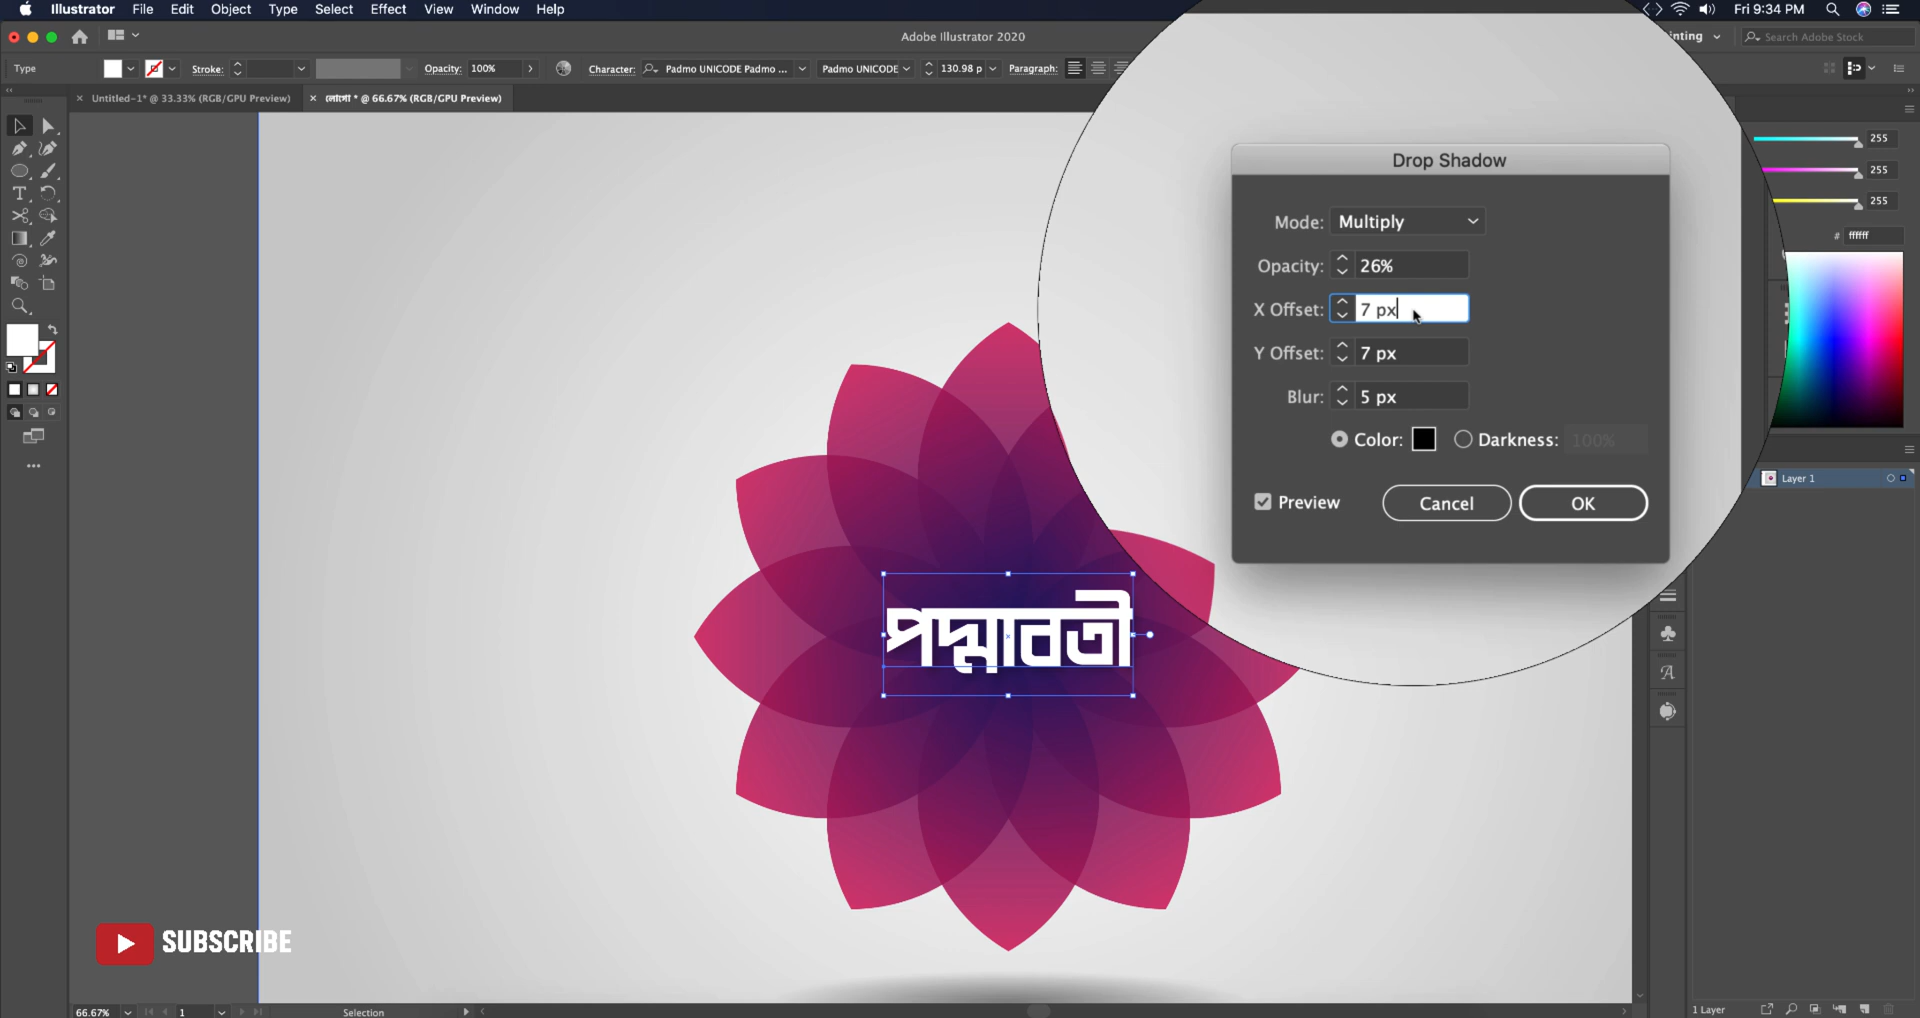 Illustrator File Edit Object Type Select Effect View Window Help
Fri 9:34 PM
Adobe Illustrator 2020
Search Adobe Stock
Type
Stroke:
Opacity: 100%
Character: Padmo UNICODE Padmo ...
Padmo UNICODE
130.98 p
Paragraph:
× Untitled-1* @ 33.33% (RGB/GPU Preview)
× লোগো * @ 66.67% (RGB/GPU Preview)
255
255
255
# ffffff
Drop Shadow
Mode: Multiply
Opacity: 26%
X Offset: 7 px
Y Offset: 7 px
Blur: 5 px
Color:
Darkness: 100%
Preview
Cancel
OK
Layer 1
পদ্মাবতী
SUBSCRIBE
66.67%
1
Selection
1 Layer